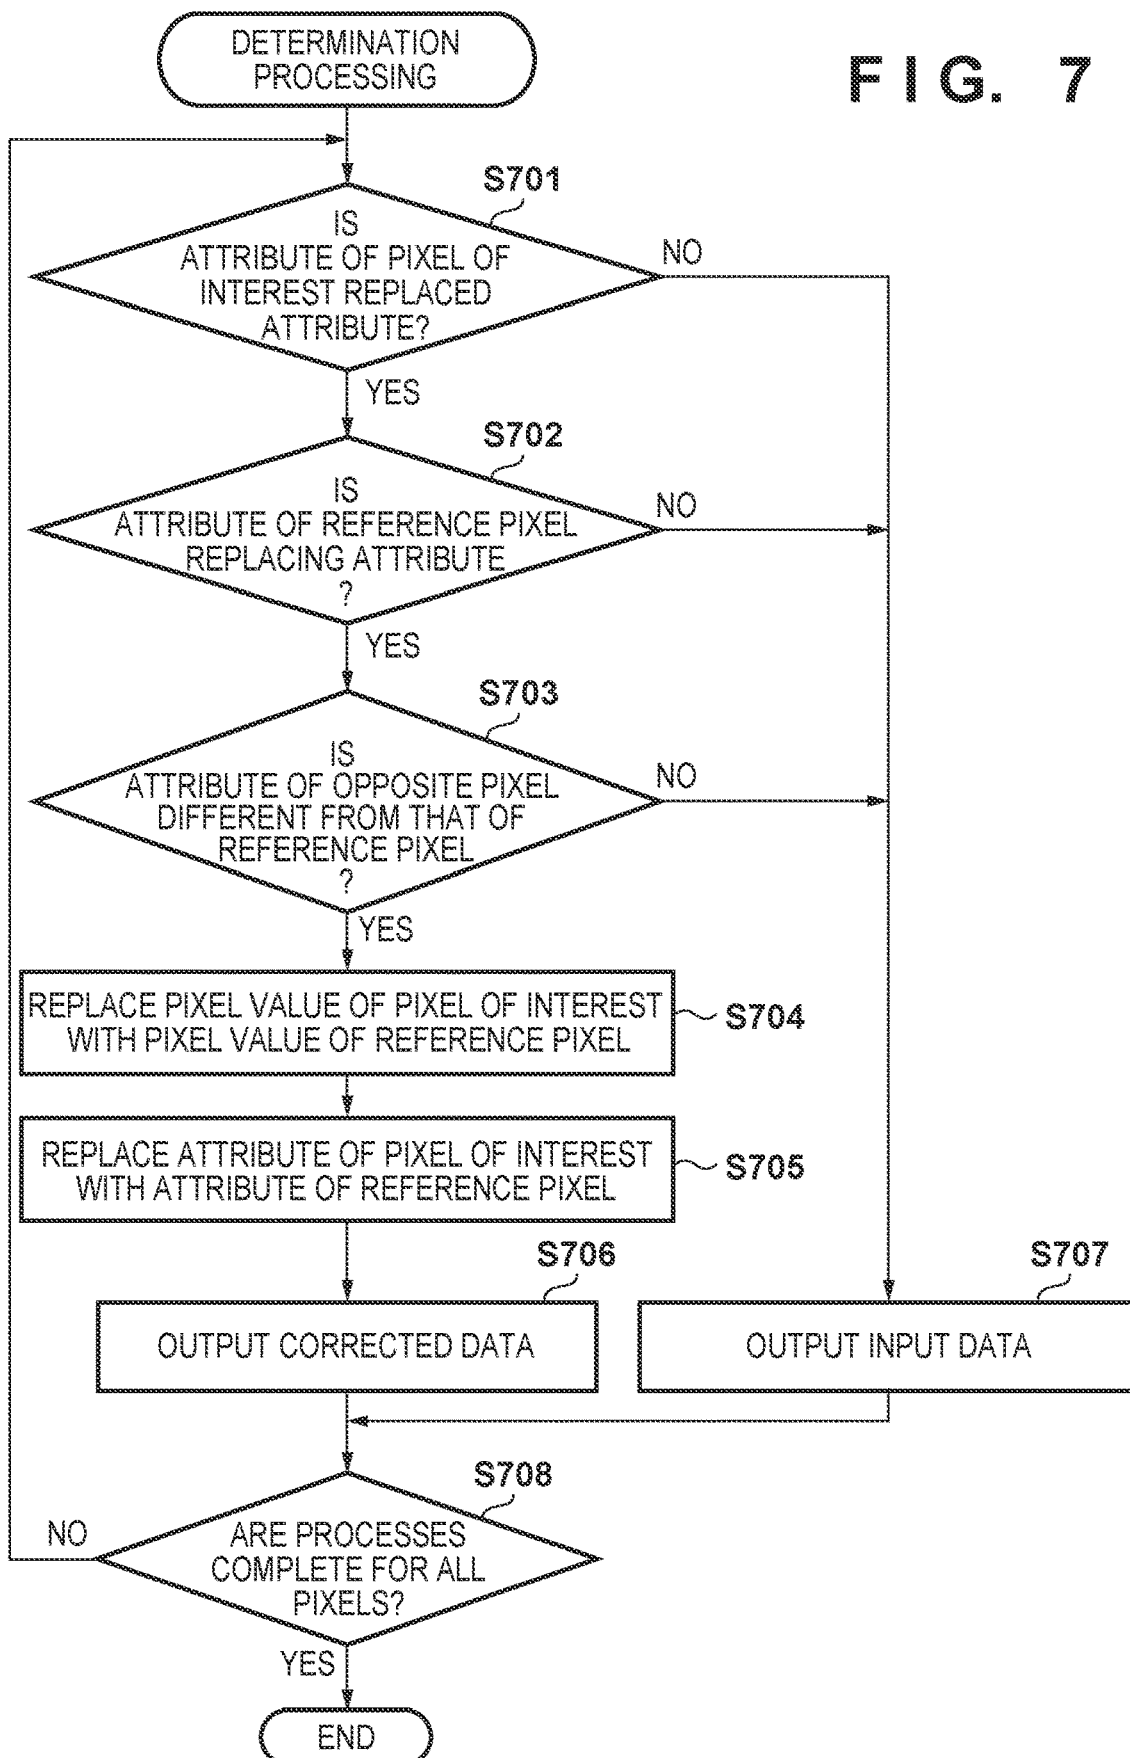 DETERMINATION
PROCESSING
F I G. 7
S701
IS
ATTRIBUTE OF PIXEL OF
INTEREST REPLACED
ATTRIBUTE?
NO
YES
S702
IS
ATTRIBUTE OF REFERENCE PIXEL
REPLACING ATTRIBUTE
?
NO
YES
S703
IS
ATTRIBUTE OF OPPOSITE PIXEL
DIFFERENT FROM THAT OF
REFERENCE PIXEL
?
NO
YES
REPLACE PIXEL VALUE OF PIXEL OF INTEREST
WITH PIXEL VALUE OF REFERENCE PIXEL
S704
REPLACE ATTRIBUTE OF PIXEL OF INTEREST
WITH ATTRIBUTE OF REFERENCE PIXEL
S705
S706
OUTPUT CORRECTED DATA
S707
OUTPUT INPUT DATA
S708
ARE PROCESSES
COMPLETE FOR ALL
PIXELS?
NO
YES
END